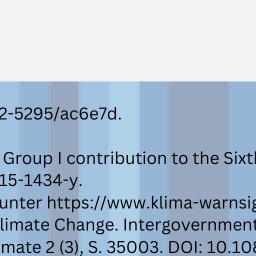 2-5295/ac6e7d.
Group I contribution to the Sixt
15-1434-y.
unter https://www.klima-warnsig
limate Change. Intergovernment
mate 2 (3), S. 35003. DOI: 10.108